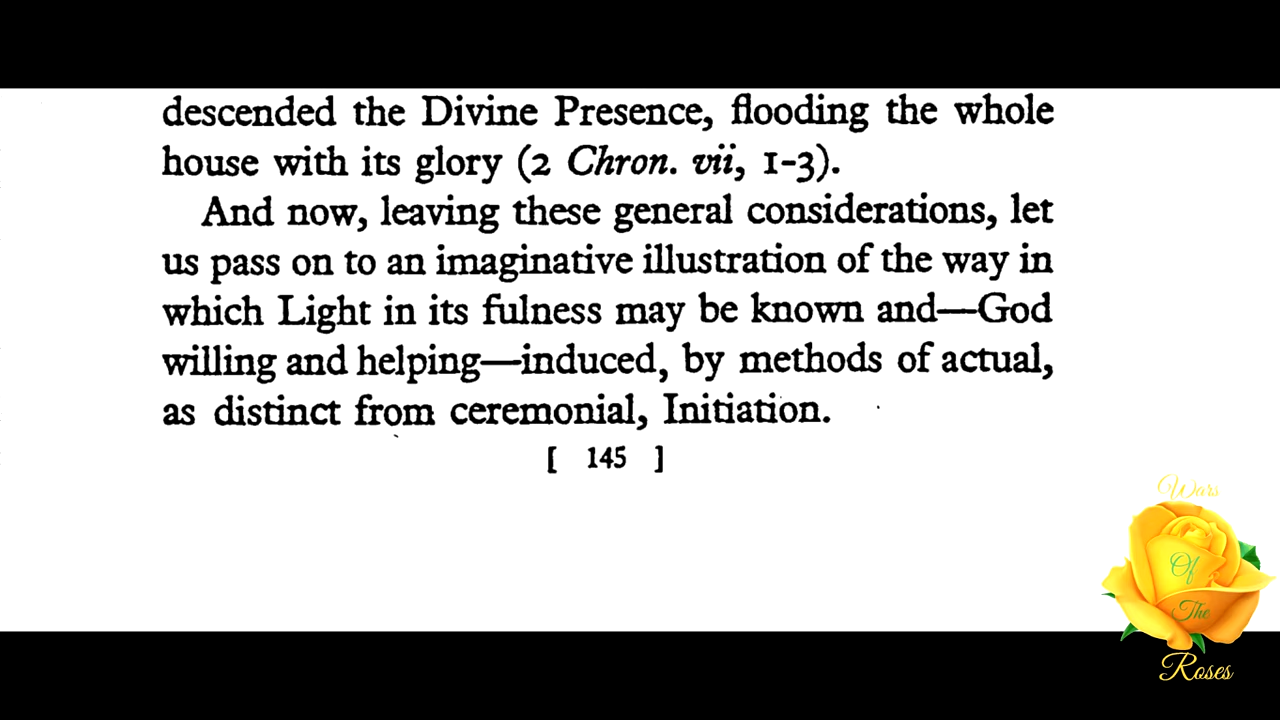 descended the Divine Presence, flooding the whole
house with its glory (2 Chron. vii, 1-3).
And now, leaving these general considerations, let
us pass on to an imaginative illustration of the way in
which Light in its fulness may be known and—God
willing and helping—induced, by methods of actual,
as distinct from ceremonial, Initiation.
[ 145 ]
Wars
Of
The
Roses